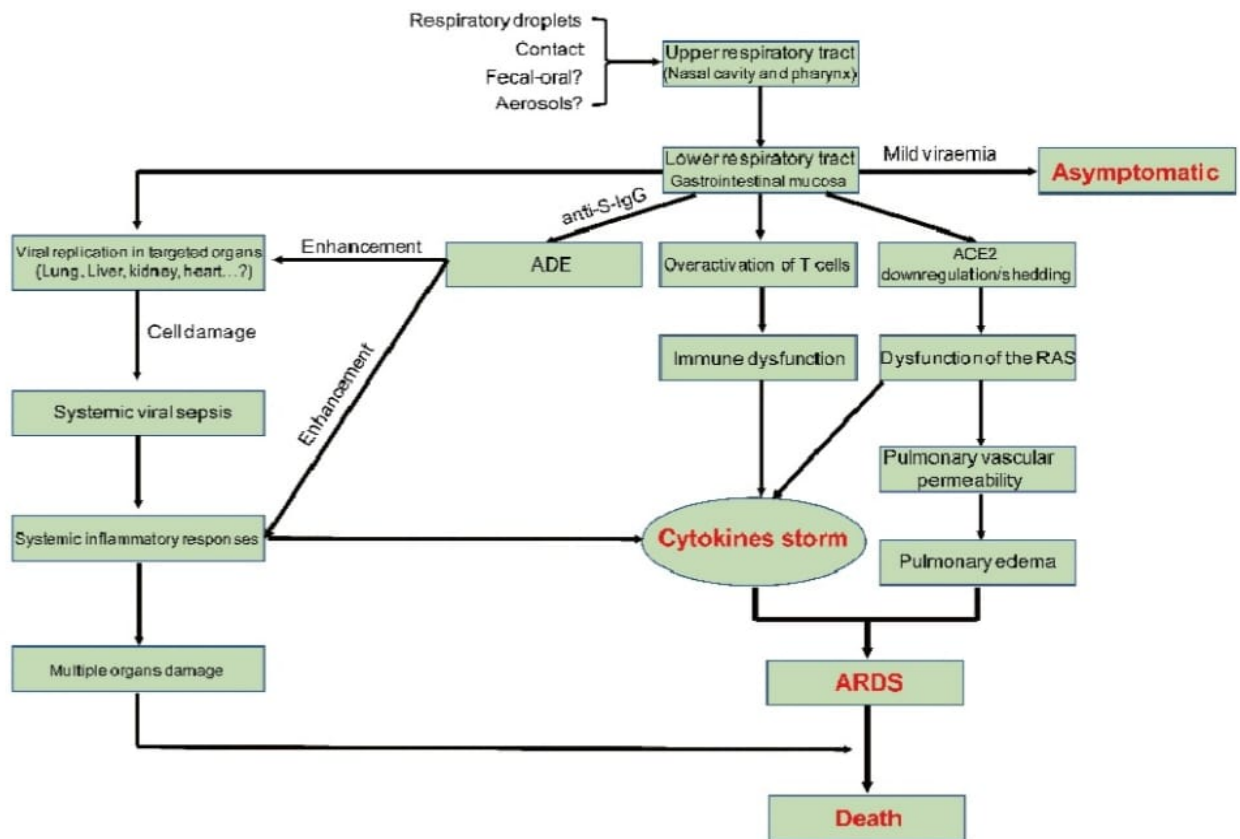 Respiratory droplets
Contact
Fecal-oral?
Aerosols?
Upper respiratory tract
(Nasal cavity and pharynx)
Lower respiratory tract
Gastrointestinal mucosa
Mild viraemia
Asymptomatic
anti-S-IgG
Viral replication in targeted organs
(Lung, Liver, kidney, heart...?)
Enhancement
ADE
Overactivation of T cells
ACE2
downregulation/shedding
Cell damage
Enhancement
Immune dysfunction
Dysfunction of the RAS
Systemic viral sepsis
Pulmonary vascular
permeability
Systemic inflammatory responses
Cytokines storm
Pulmonary edema
Multiple organs damage
ARDS
Death